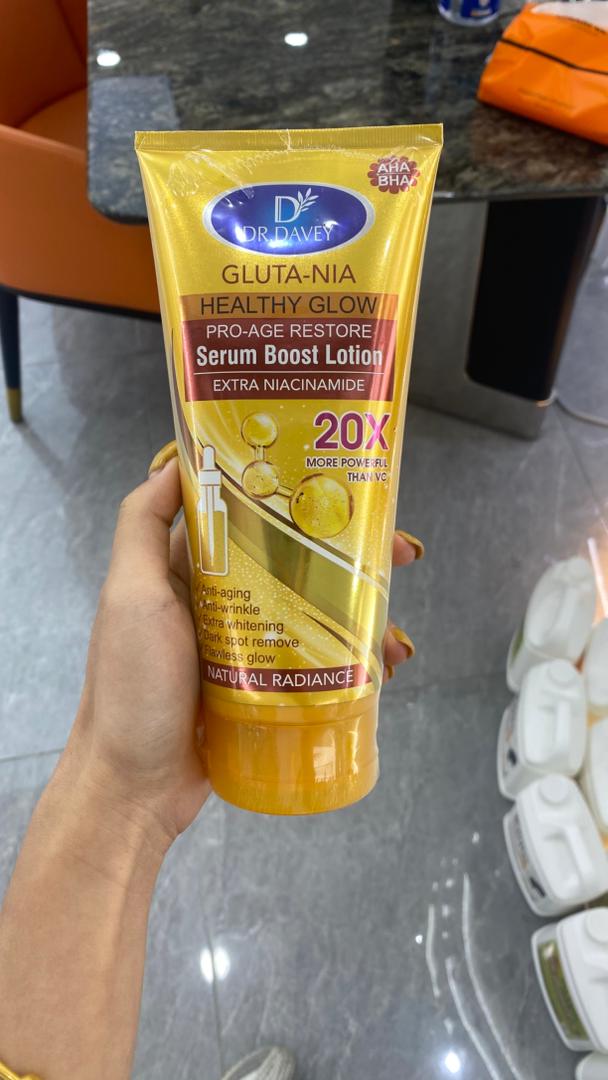 AHA
BHA
DR.DAVEY
GLUTA-NIA
HEALTHY GLOW
PRO-AGE RESTORE
Serum Boost Lotion
EXTRA NIACINAMIDE
20X
MORE POWERFUL
THAN VC
Anti-aging
Anti-wrinkle
Extra whitening
Dark spot remove
Flawless glow
NATURAL RADIANCE